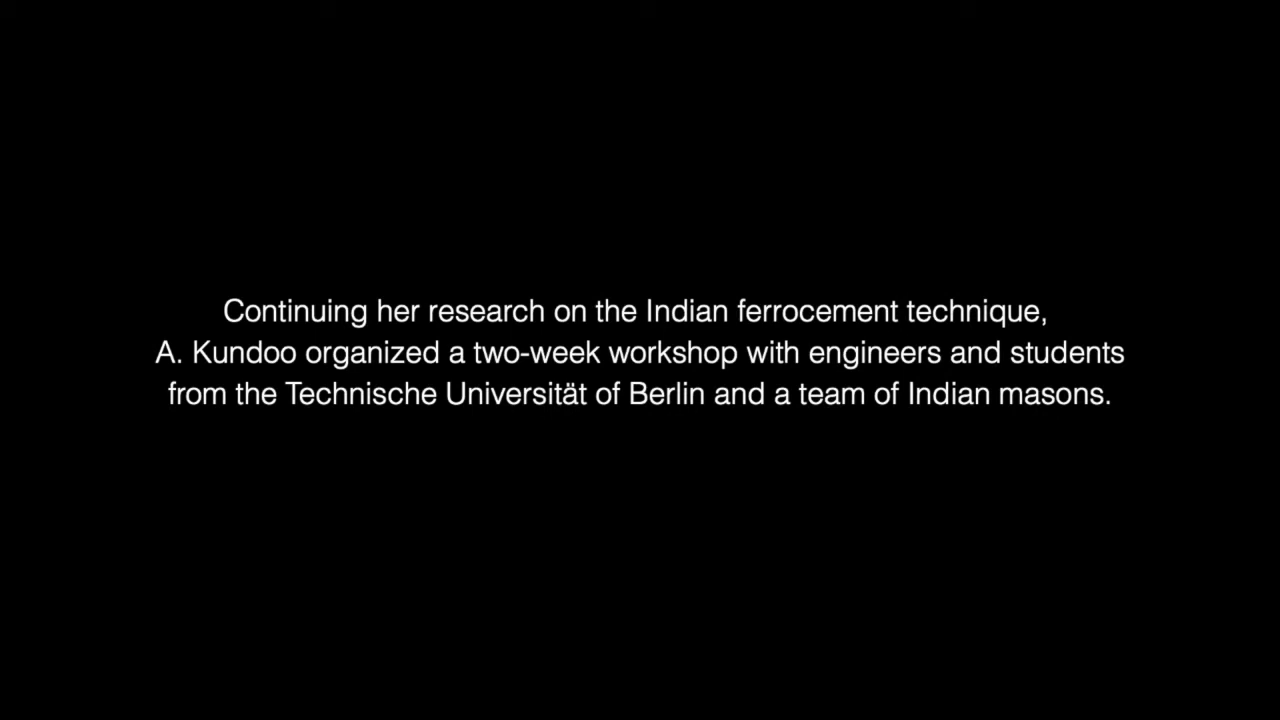 Continuing her research on the Indian ferrocement technique,
A. Kundoo organized a two-week workshop with engineers and students
from the Technische Universität of Berlin and a team of Indian masons.